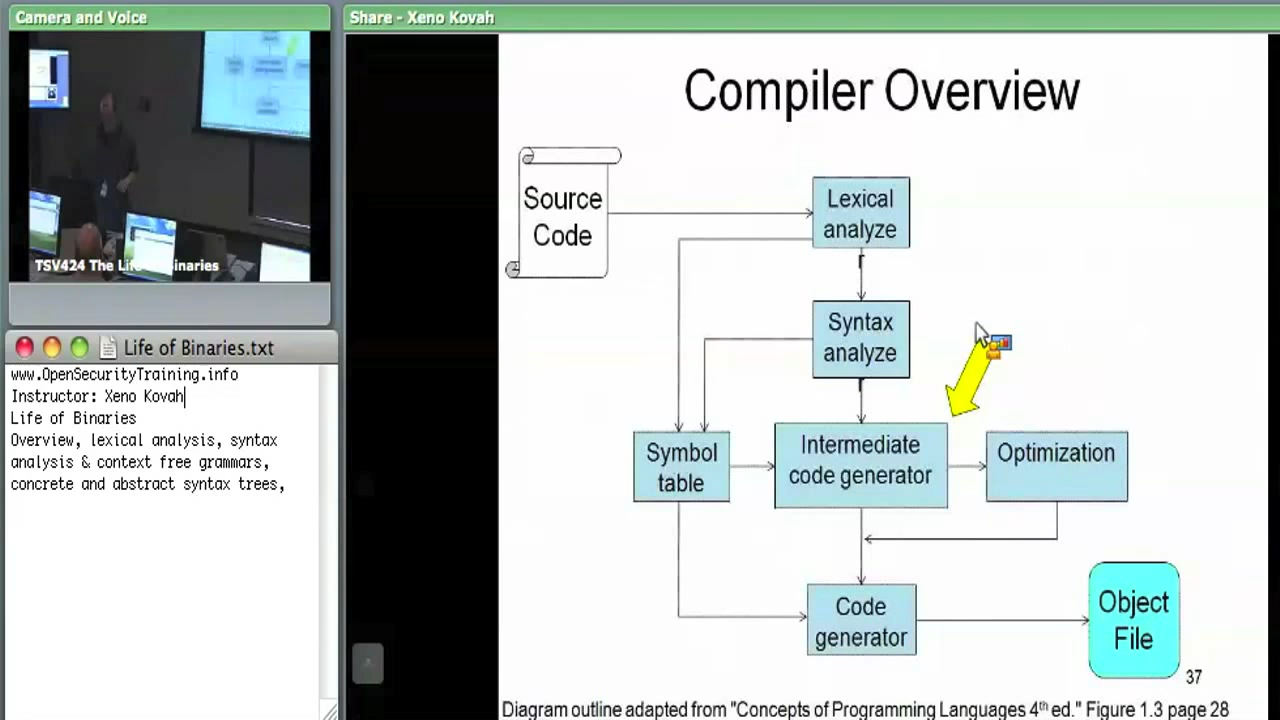 Camera and Voice
TSV424 The Life of Binaries
Life of Binaries.txt
www.OpenSecurityTraining.info
Instructor: Xeno Kovah
Life of Binaries
Overview, lexical analysis, syntax
analysis & context free grammars,
concrete and abstract syntax trees,
Share - Xeno Kovah
Compiler Overview
Source
Code
Lexical
analyze
r
Syntax
analyze
r
Symbol
table
Intermediate
code generator
Optimization
Code
generator
Object
File
37
Diagram outline adapted from "Concepts of Programming Languages 4th ed." Figure 1.3 page 28